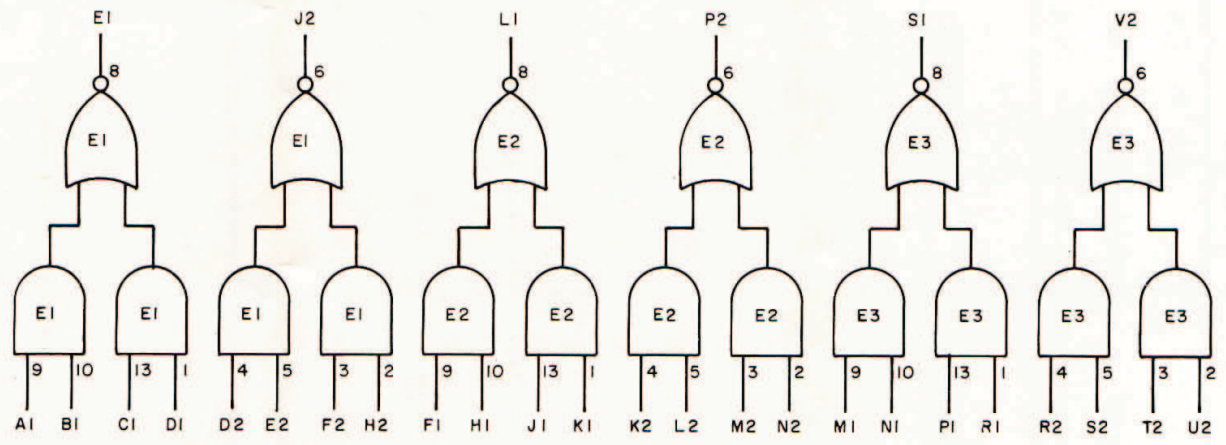 E1 J2 L1 P2 S1 V2
8 6 8 6 8 6
E1 E1 E2 E2 E3 E3
E1 E1 E1 E1 E2 E2 E2 E2 E3 E3 E3 E3
9 10 13 1 4 5 3 2 9 10 13 1 4 5 3 2 9 10 13 1 4 5 3 2
A1 B1 C1 D1 D2 E2 F2 H2 F1 H1 J1 K1 K2 L2 M2 N2 M1 N1 P1 R1 R2 S2 T2 U2